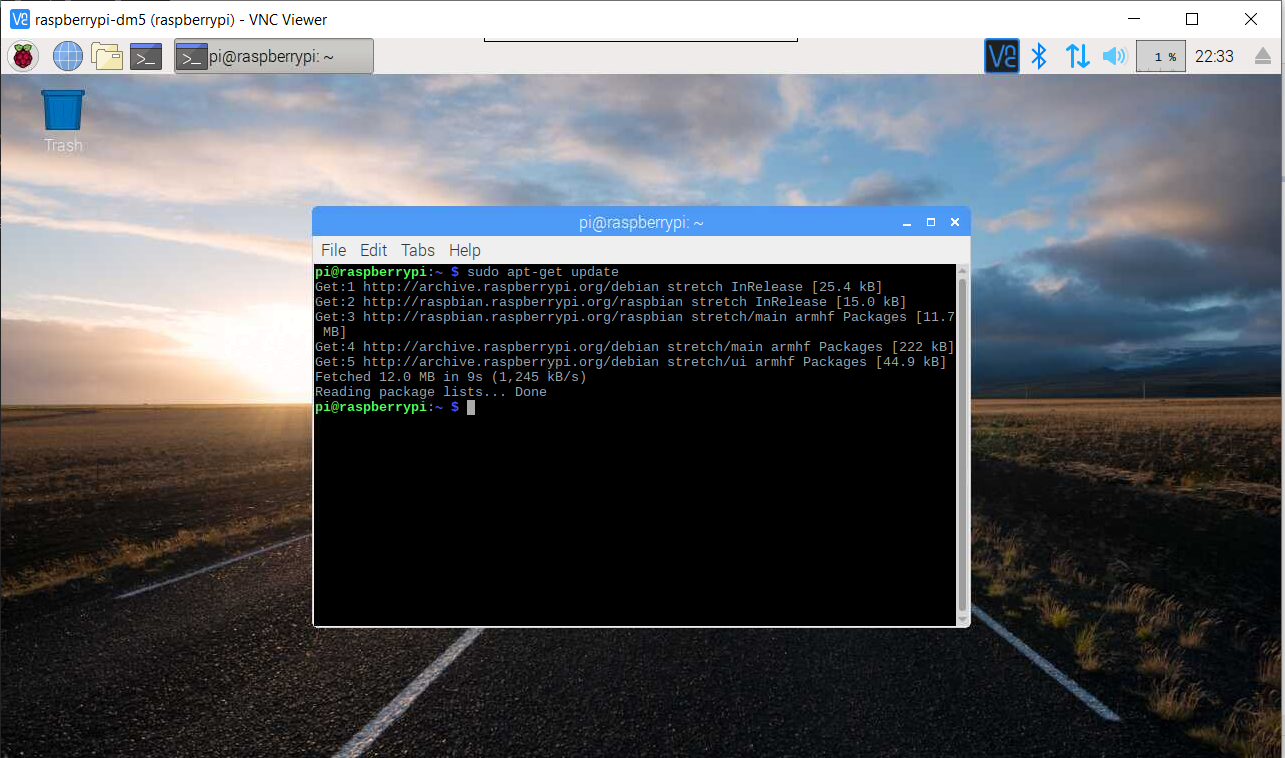 raspberrypi-dm5 (raspberrypi) - VNC Viewer
pi@raspberrypi: ~
1 %
22:33
Trash
pi@raspberrypi: ~
File Edit Tabs Help
pi@raspberrypi:~ $ sudo apt-get update
Get:1 http://archive.raspberrypi.org/debian stretch InRelease [25.4 kB]
Get:2 http://raspbian.raspberrypi.org/raspbian stretch InRelease [15.0 kB]
Get:3 http://raspbian.raspberrypi.org/raspbian stretch/main armhf Packages [11.7
 MB]
Get:4 http://archive.raspberrypi.org/debian stretch/main armhf Packages [222 kB]
Get:5 http://archive.raspberrypi.org/debian stretch/ui armhf Packages [44.9 kB]
Fetched 12.0 MB in 9s (1,245 kB/s)
Reading package lists... Done
pi@raspberrypi:~ $